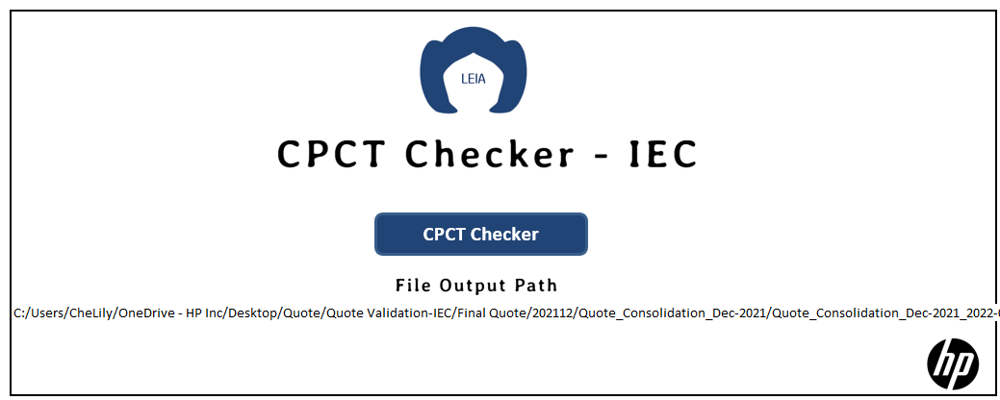 LEIA
CPCT Checker - IEC
CPCT Checker
File Output Path
C:/Users/CheLily/OneDrive - HP Inc/Desktop/Quote/Quote Validation-IEC/Final Quote/202112/Quote_Consolidation_Dec-2021/Quote_Consolidation_Dec-2021_2022-
hp